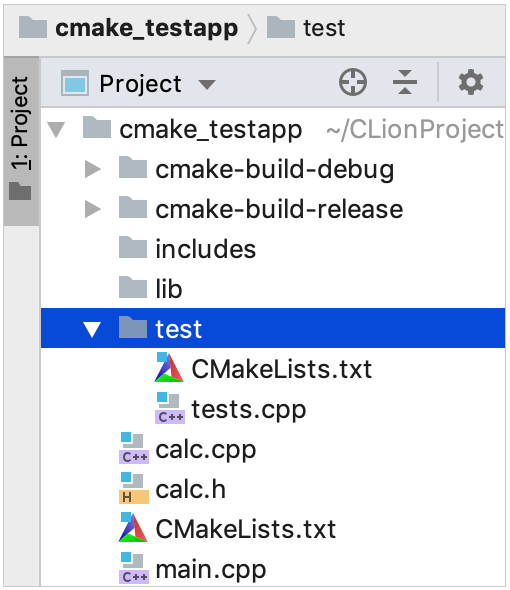 cmake_testapp test
1: Project
Project
cmake_testapp ~/CLionProject
cmake-build-debug
cmake-build-release
includes
lib
test
CMakeLists.txt
C++ tests.cpp
C++ calc.cpp
H calc.h
CMakeLists.txt
C++ main.cpp